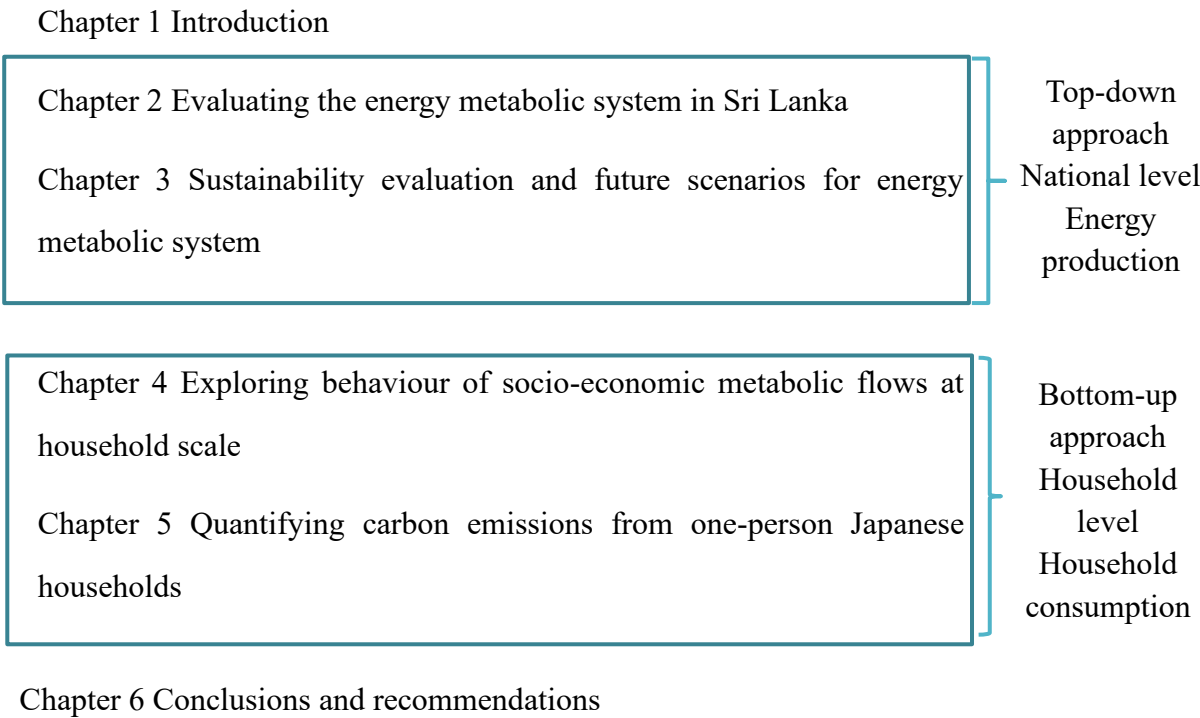 Chapter 1 Introduction
Chapter 2 Evaluating the energy metabolic system in Sri Lanka
Chapter 3 Sustainability evaluation and future scenarios for energy
metabolic system
Top-down
approach
National level
Energy
production
Chapter 4 Exploring behaviour of socio-economic metabolic flows at
household scale
Chapter 5 Quantifying carbon emissions from one-person Japanese
households
Bottom-up
approach
Household
level
Household
consumption
Chapter 6 Conclusions and recommendations